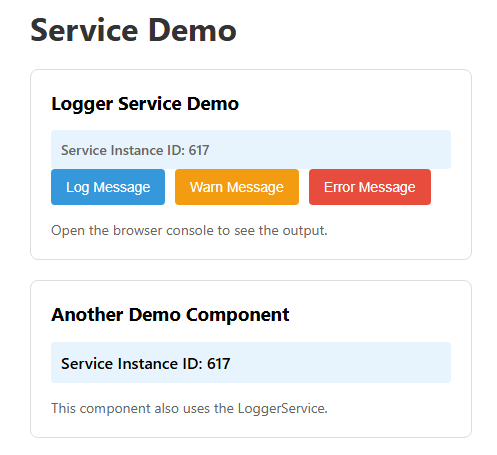 Service Demo
Logger Service Demo
Service Instance ID: 617
Log Message Warn Message Error Message
Open the browser console to see the output.
Another Demo Component
Service Instance ID: 617
This component also uses the LoggerService.